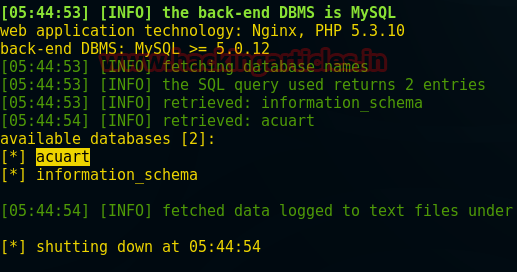 [05:44:53] [INFO] the back-end DBMS is MySQL
web application technology: Nginx, PHP 5.3.10
back-end DBMS: MySQL >= 5.0.12
[05:44:53] [INFO] fetching database names
[05:44:53] [INFO] the SQL query used returns 2 entries
[05:44:53] [INFO] retrieved: information_schema
[05:44:54] [INFO] retrieved: acuart
available databases [2]:
[*] acuart
[*] information_schema
[05:44:54] [INFO] fetched data logged to text files under
[*] shutting down at 05:44:54